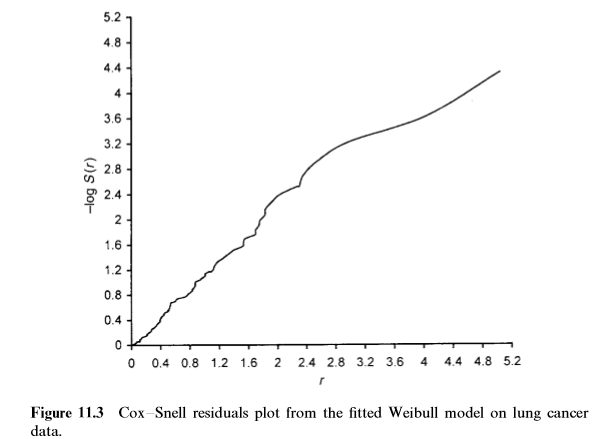 5.2
4.8
4.4
4
3.6
3.2
2.8
2.4
2
1.6
1.2
0.8
0.4
0
–log S(r)
0 0.4 0.8 1.2 1.6 2 2.4 2.8 3.2 3.6 4 4.4 4.8 5.2
r
Figure 11.3 Cox–Snell residuals plot from the fitted Weibull model on lung cancer
data.